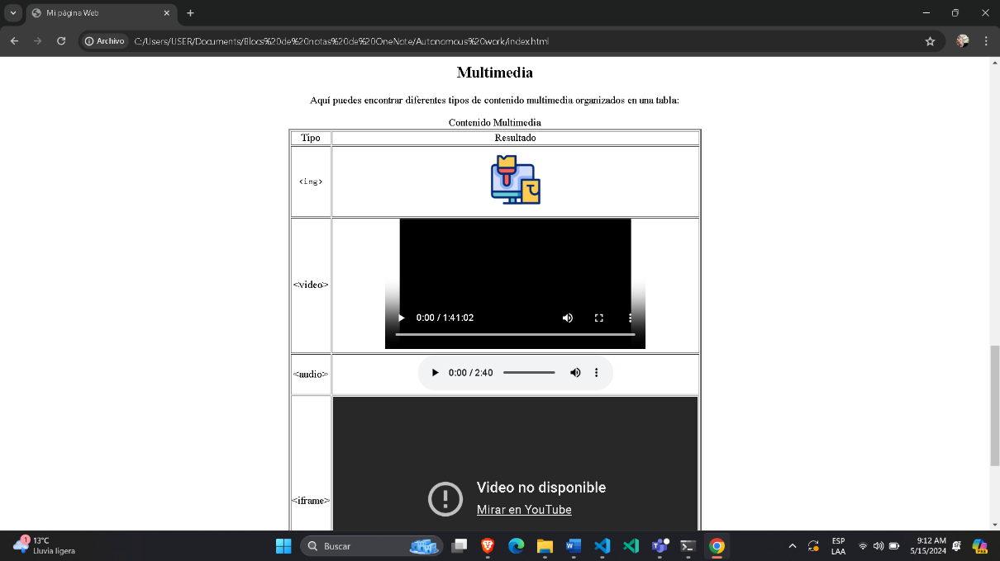 Mi página Web
Archivo
C:/Users/USER/Documents/Blocs%20de%20notas%20de%20OneNote/Autonomous%20work/index.html
Multimedia
Aquí puedes encontrar diferentes tipos de contenido multimedia organizados en una tabla:
Contenido Multimedia
Tipo Resultado
<img>
<video>
0:00 / 1:41:02
<audio>
0:00 / 2:40
<iframe>
Video no disponible
Mirar en YouTube
1
13°C
Lluvia ligera
Buscar
ESP
LAA
9:12 AM
5/15/2024